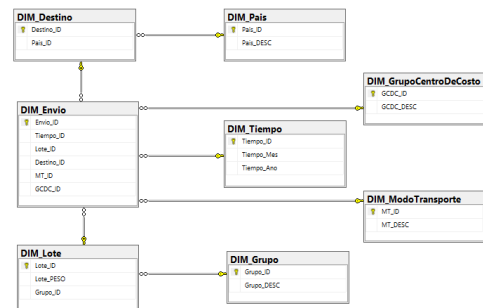 DIM_Destino
Destino_ID
Pais_ID
DIM_Pais
Pais_ID
Pais_DESC
DIM_GrupoCentroDeCosto
GCDC_ID
GCDC_DESC
DIM_Envio
Envio_ID
Tiempo_ID
Lote_ID
Destino_ID
MT_ID
GCDC_ID
DIM_Tiempo
Tiempo_ID
Tiempo_Mes
Tiempo_Ano
DIM_ModoTransporte
MT_ID
MT_DESC
DIM_Lote
Lote_ID
Lote_PESO
Grupo_ID
DIM_Grupo
Grupo_ID
Grupo_DESC